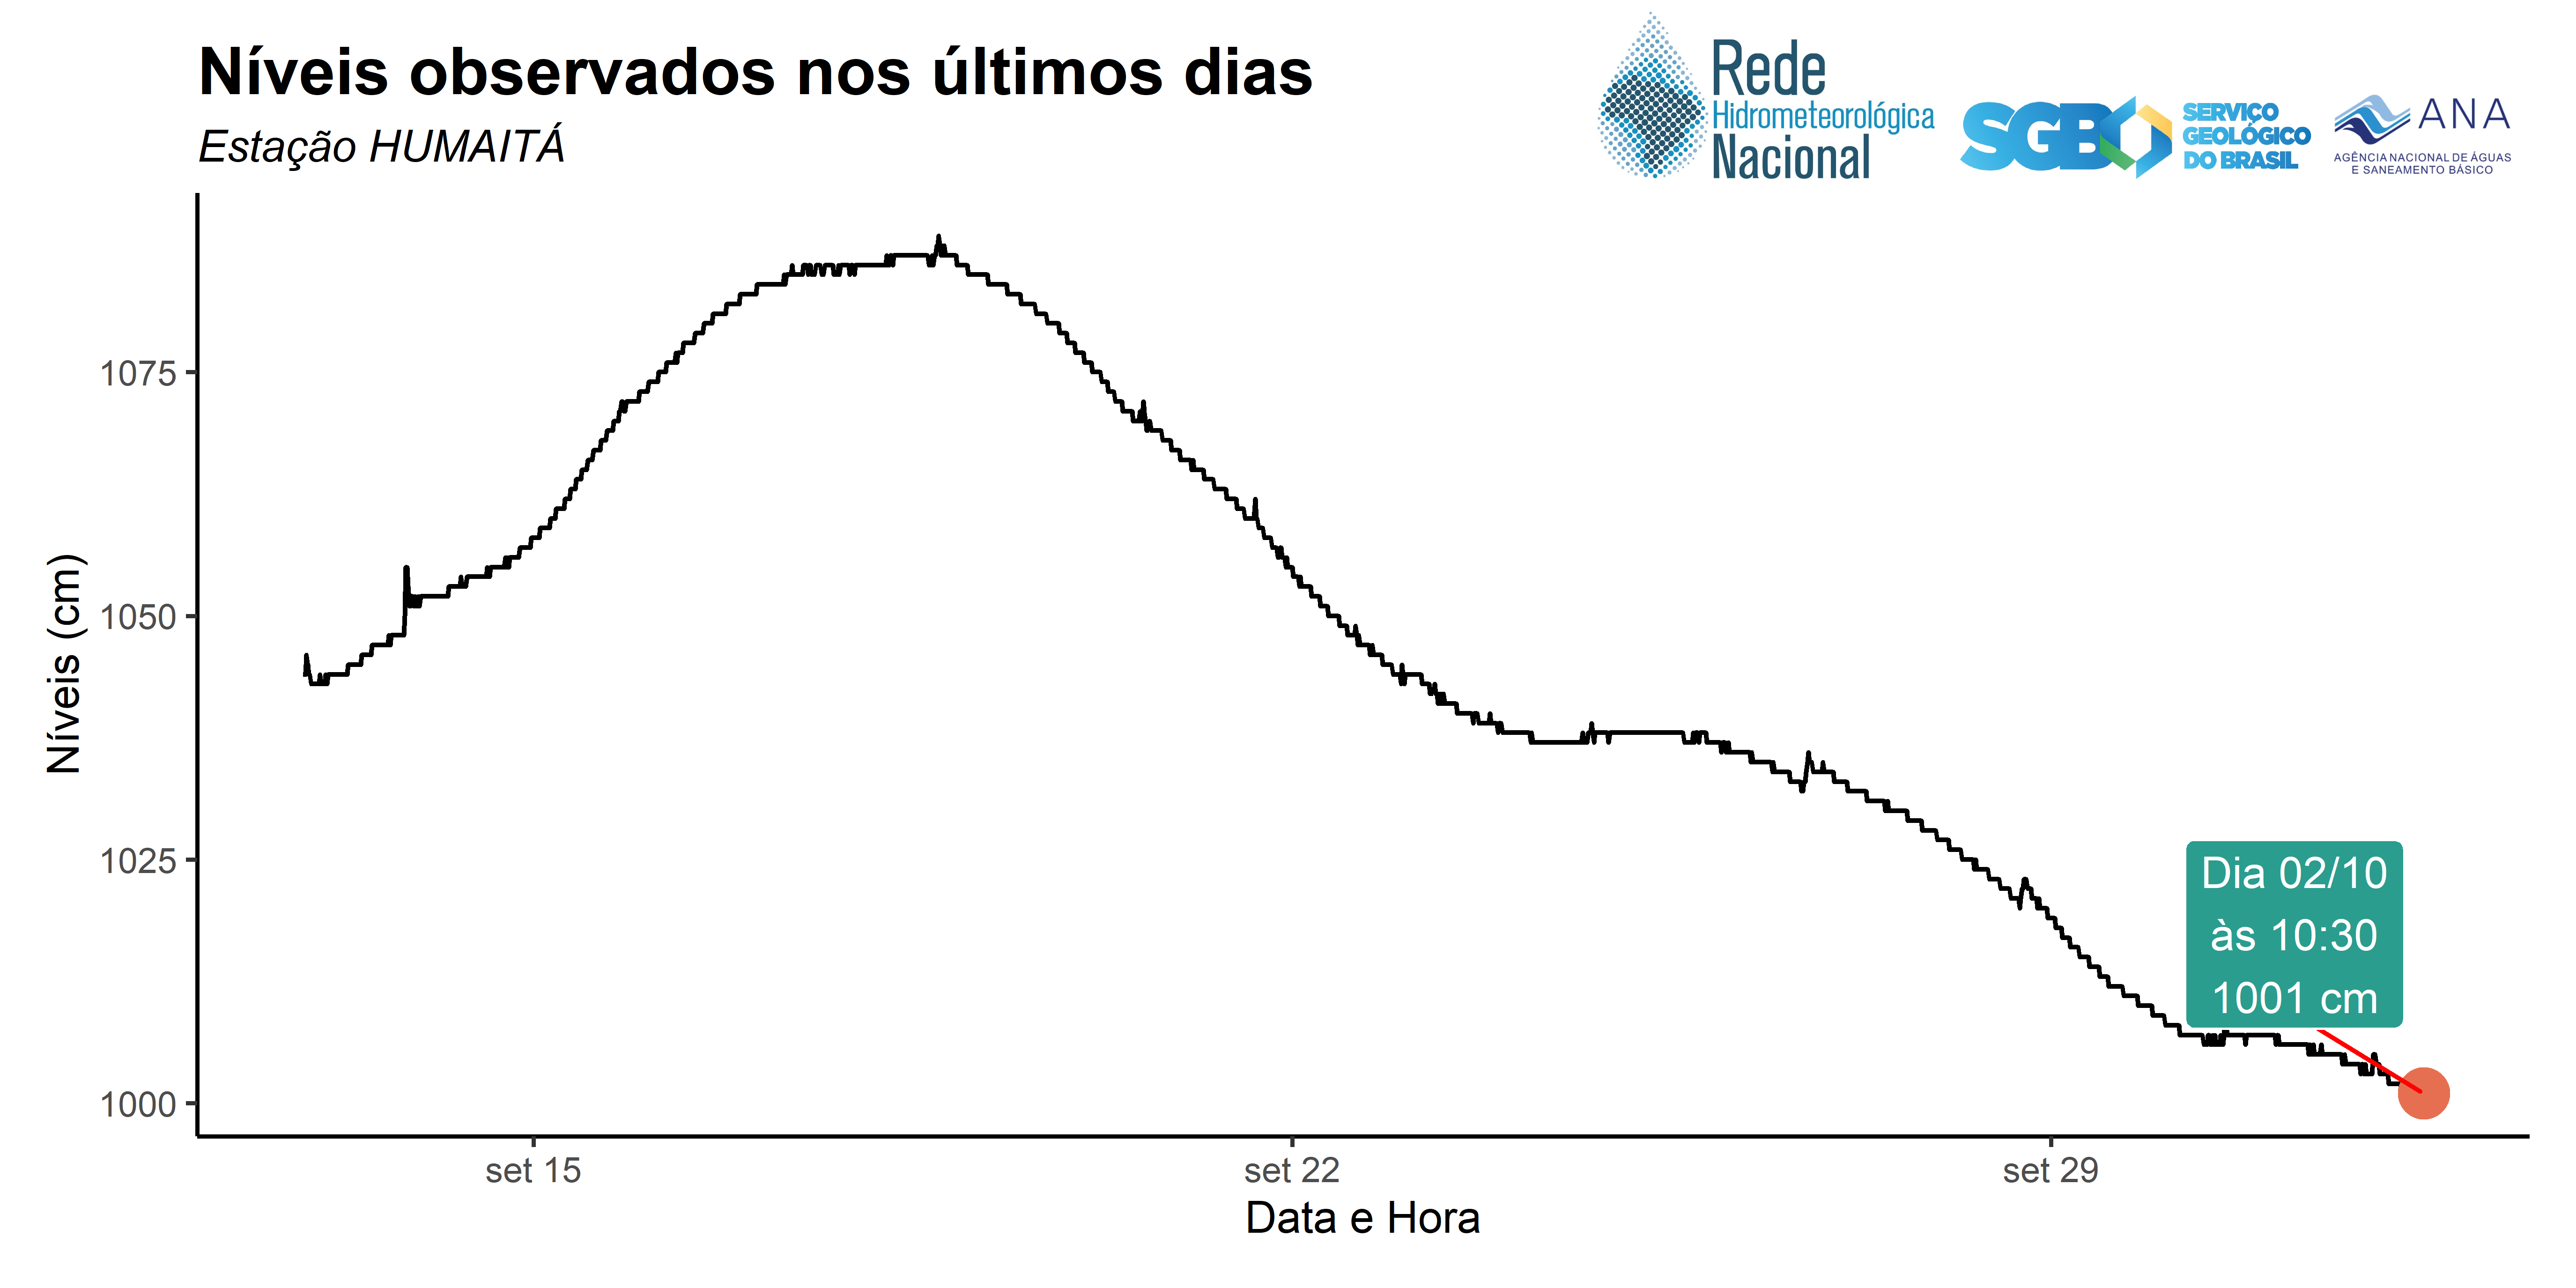 Níveis observados nos últimos dias
Estação HUMAITÁ
Rede
Hidrometeorológica
Nacional
SGB
SERVIÇO
GEOLÓGICO
DO BRASIL
ANA
AGÊNCIA NACIONAL DE ÁGUAS
E SANEAMENTO BÁSICO
Níveis (cm)
1075
1050
1025
1000
Dia 02/10
às 10:30
1001 cm
set 15
set 22
set 29
Data e Hora